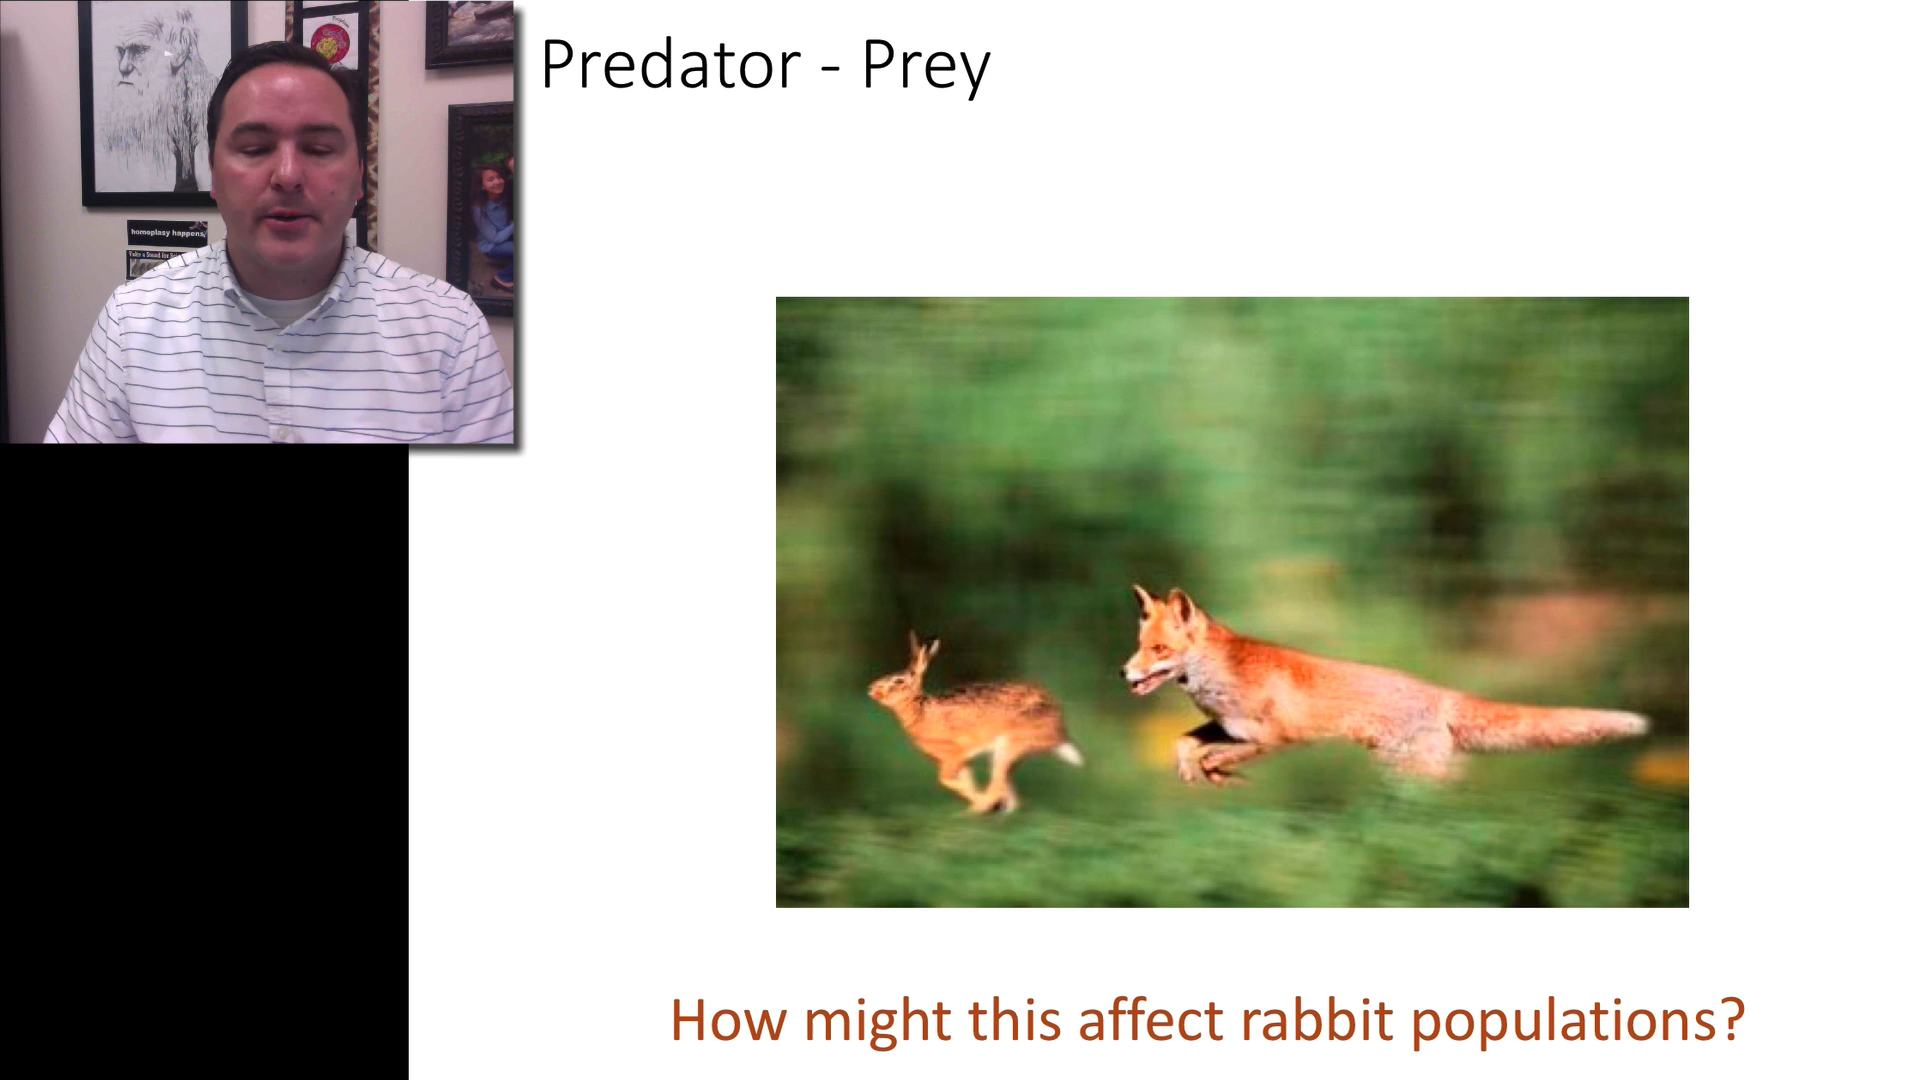 Predator - Prey
homoplasy happens
How might this affect rabbit populations?